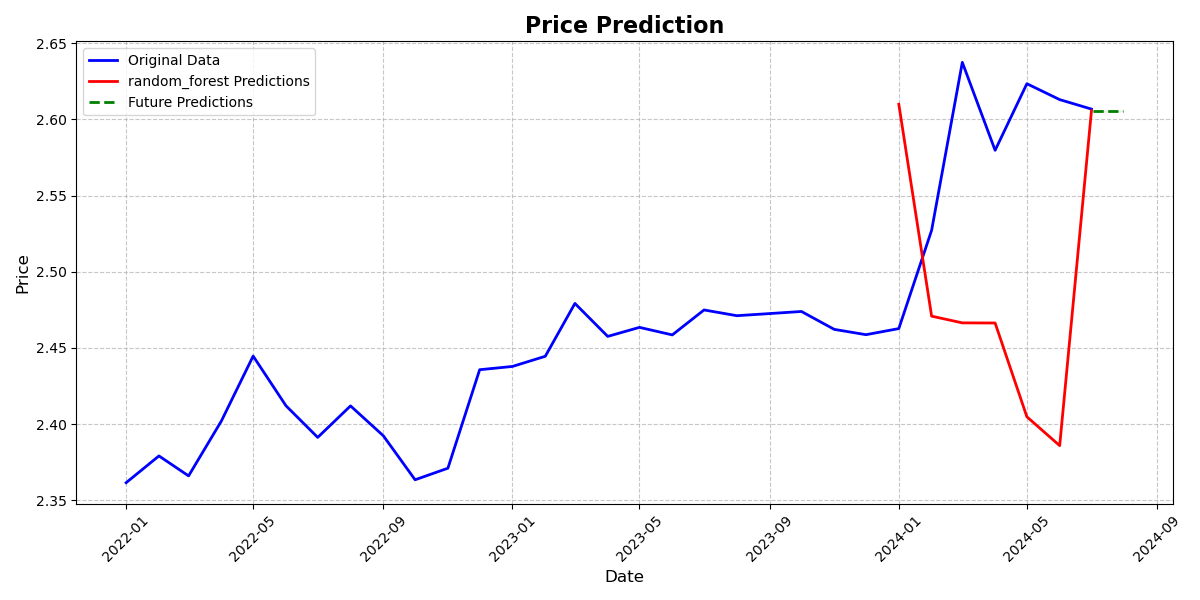 Price Prediction
Original Data
random_forest Predictions
Future Predictions
2.65
2.60
2.55
2.50
2.45
2.40
2.35
Price
2022-01
2022-05
2022-09
2023-01
2023-05
2023-09
2024-01
2024-05
2024-09
Date